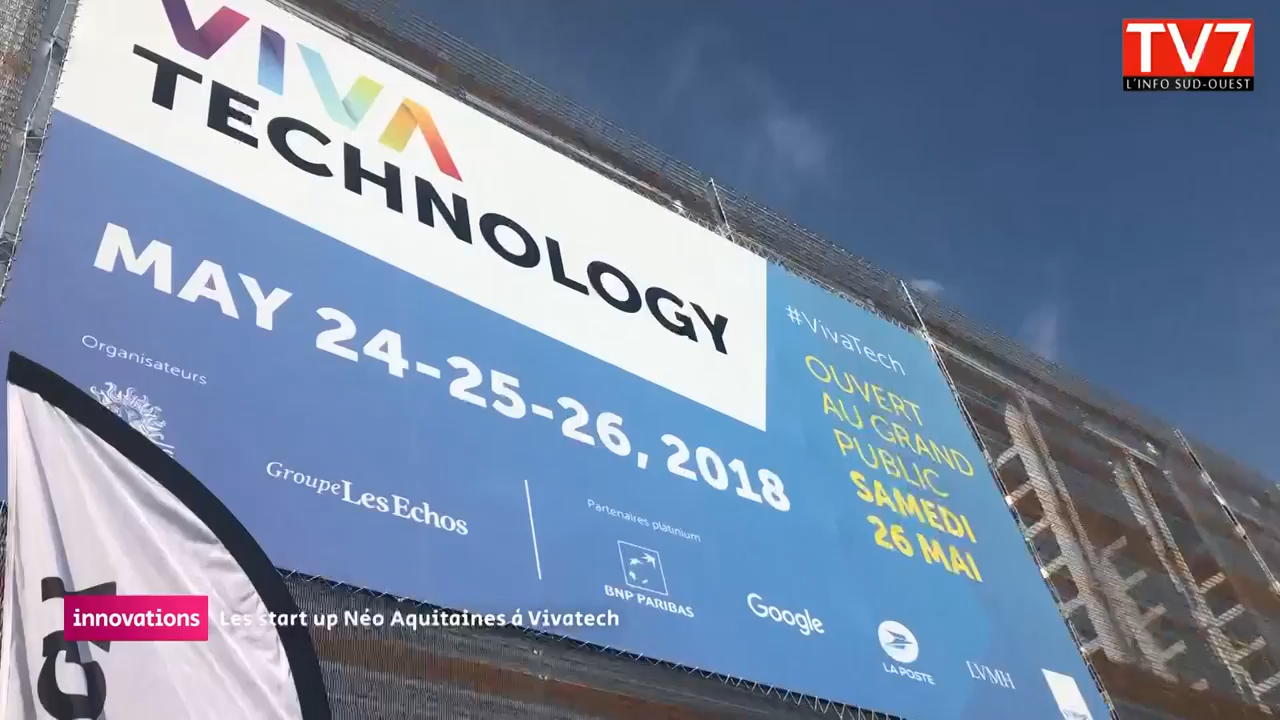 VIVA
TECHNOLOGY
MAY 24-25-26, 2018
Organisateurs
Groupe Les Echos
Partenaires platinium
BNP PARIBAS
Google
LA POSTE
LVMH
#VivaTech
OUVERT
AU GRAND
PUBLIC
SAMEDI
26 MAI
TV7
L'INFO SUD-OUEST
innovations
Les start up Néo Aquitaines á Vivatech